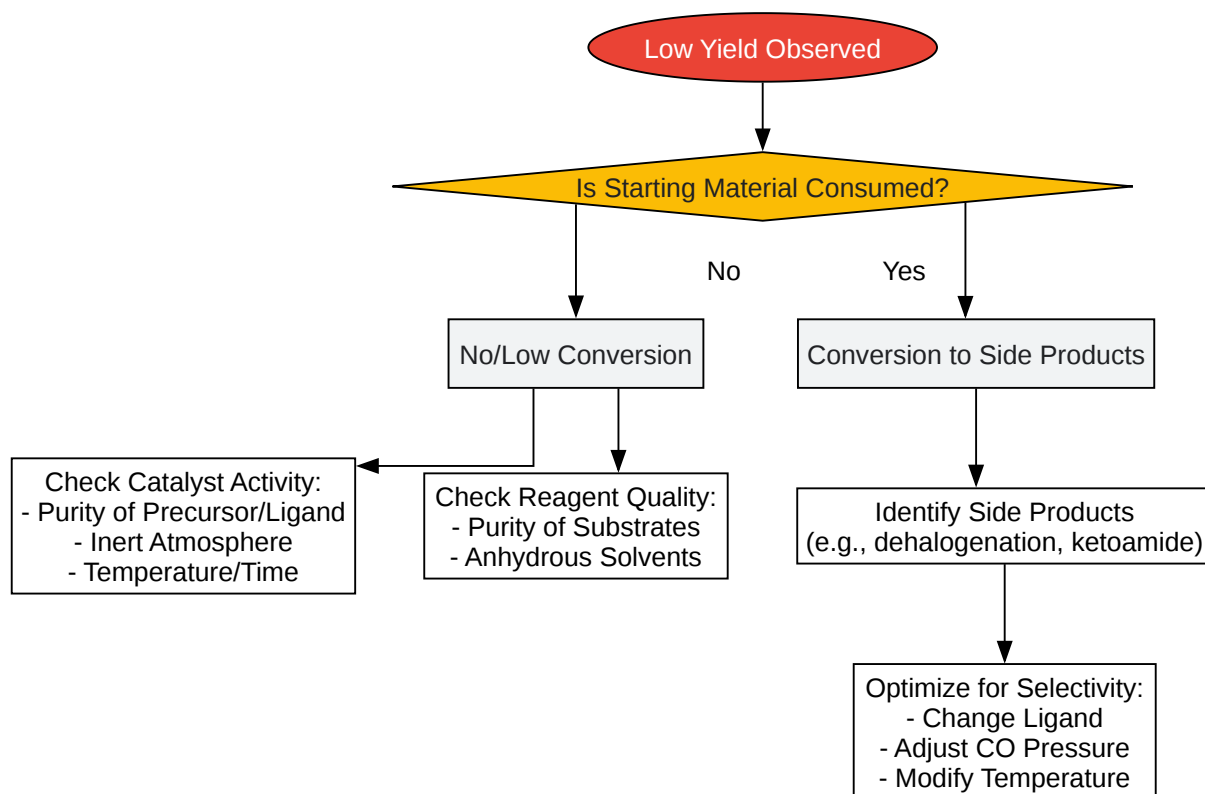 Low Yield Observed
Is Starting Material Consumed?
No
Yes
No/Low Conversion
Conversion to Side Products
Check Catalyst Activity:
- Purity of Precursor/Ligand
- Inert Atmosphere
- Temperature/Time
Check Reagent Quality:
- Purity of Substrates
- Anhydrous Solvents
Identify Side Products
(e.g., dehalogenation, ketoamide)
Optimize for Selectivity:
- Change Ligand
- Adjust CO Pressure
- Modify Temperature